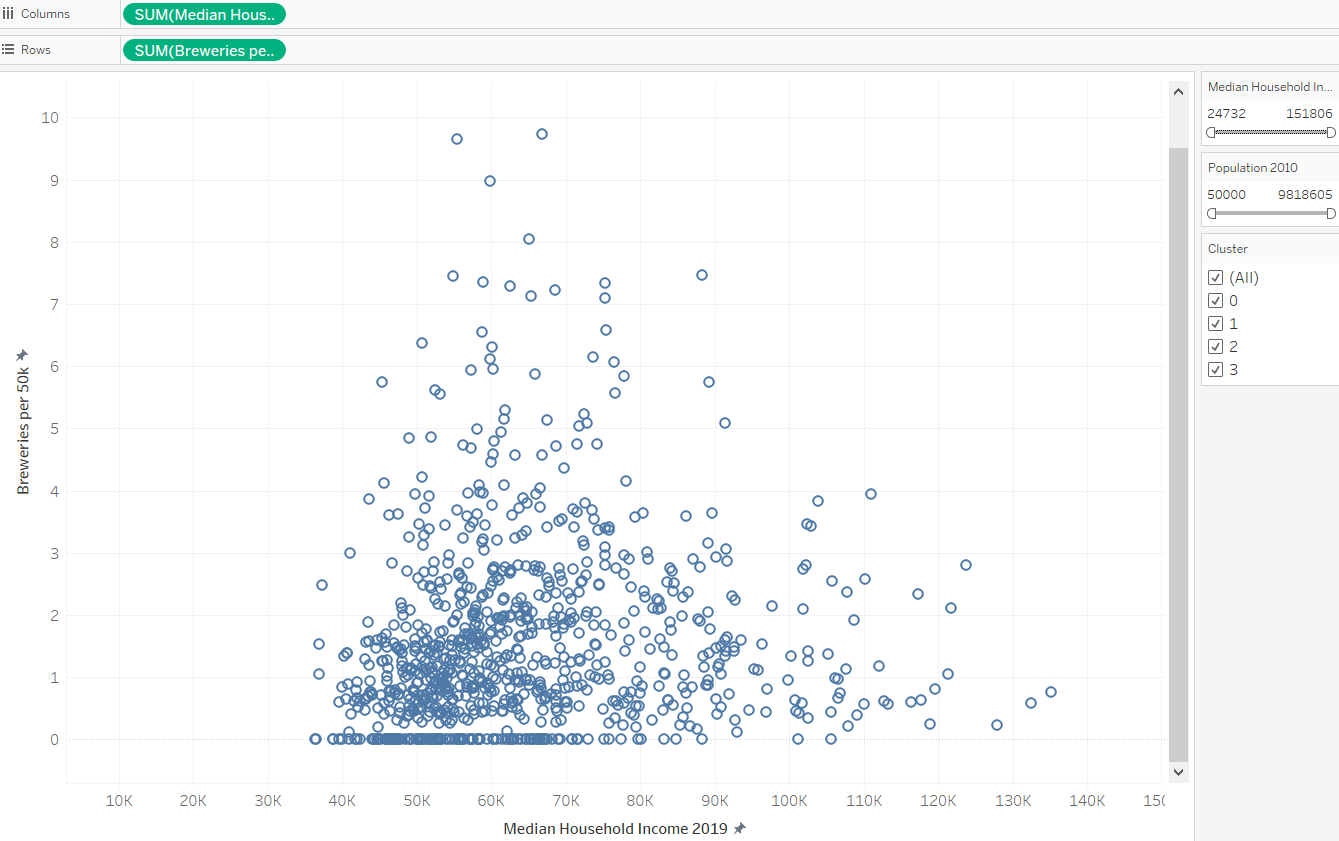 Columns SUM(Median Hous..
Rows SUM(Breweries pe..
Breweries per 50k
10
9
8
7
6
5
4
3
2
1
0
10K 20K 30K 40K 50K 60K 70K 80K 90K 100K 110K 120K 130K 140K 150
Median Household Income 2019
Median Household In...
24732 151806
Population 2010
50000 9818605
Cluster
(All)
0
1
2
3